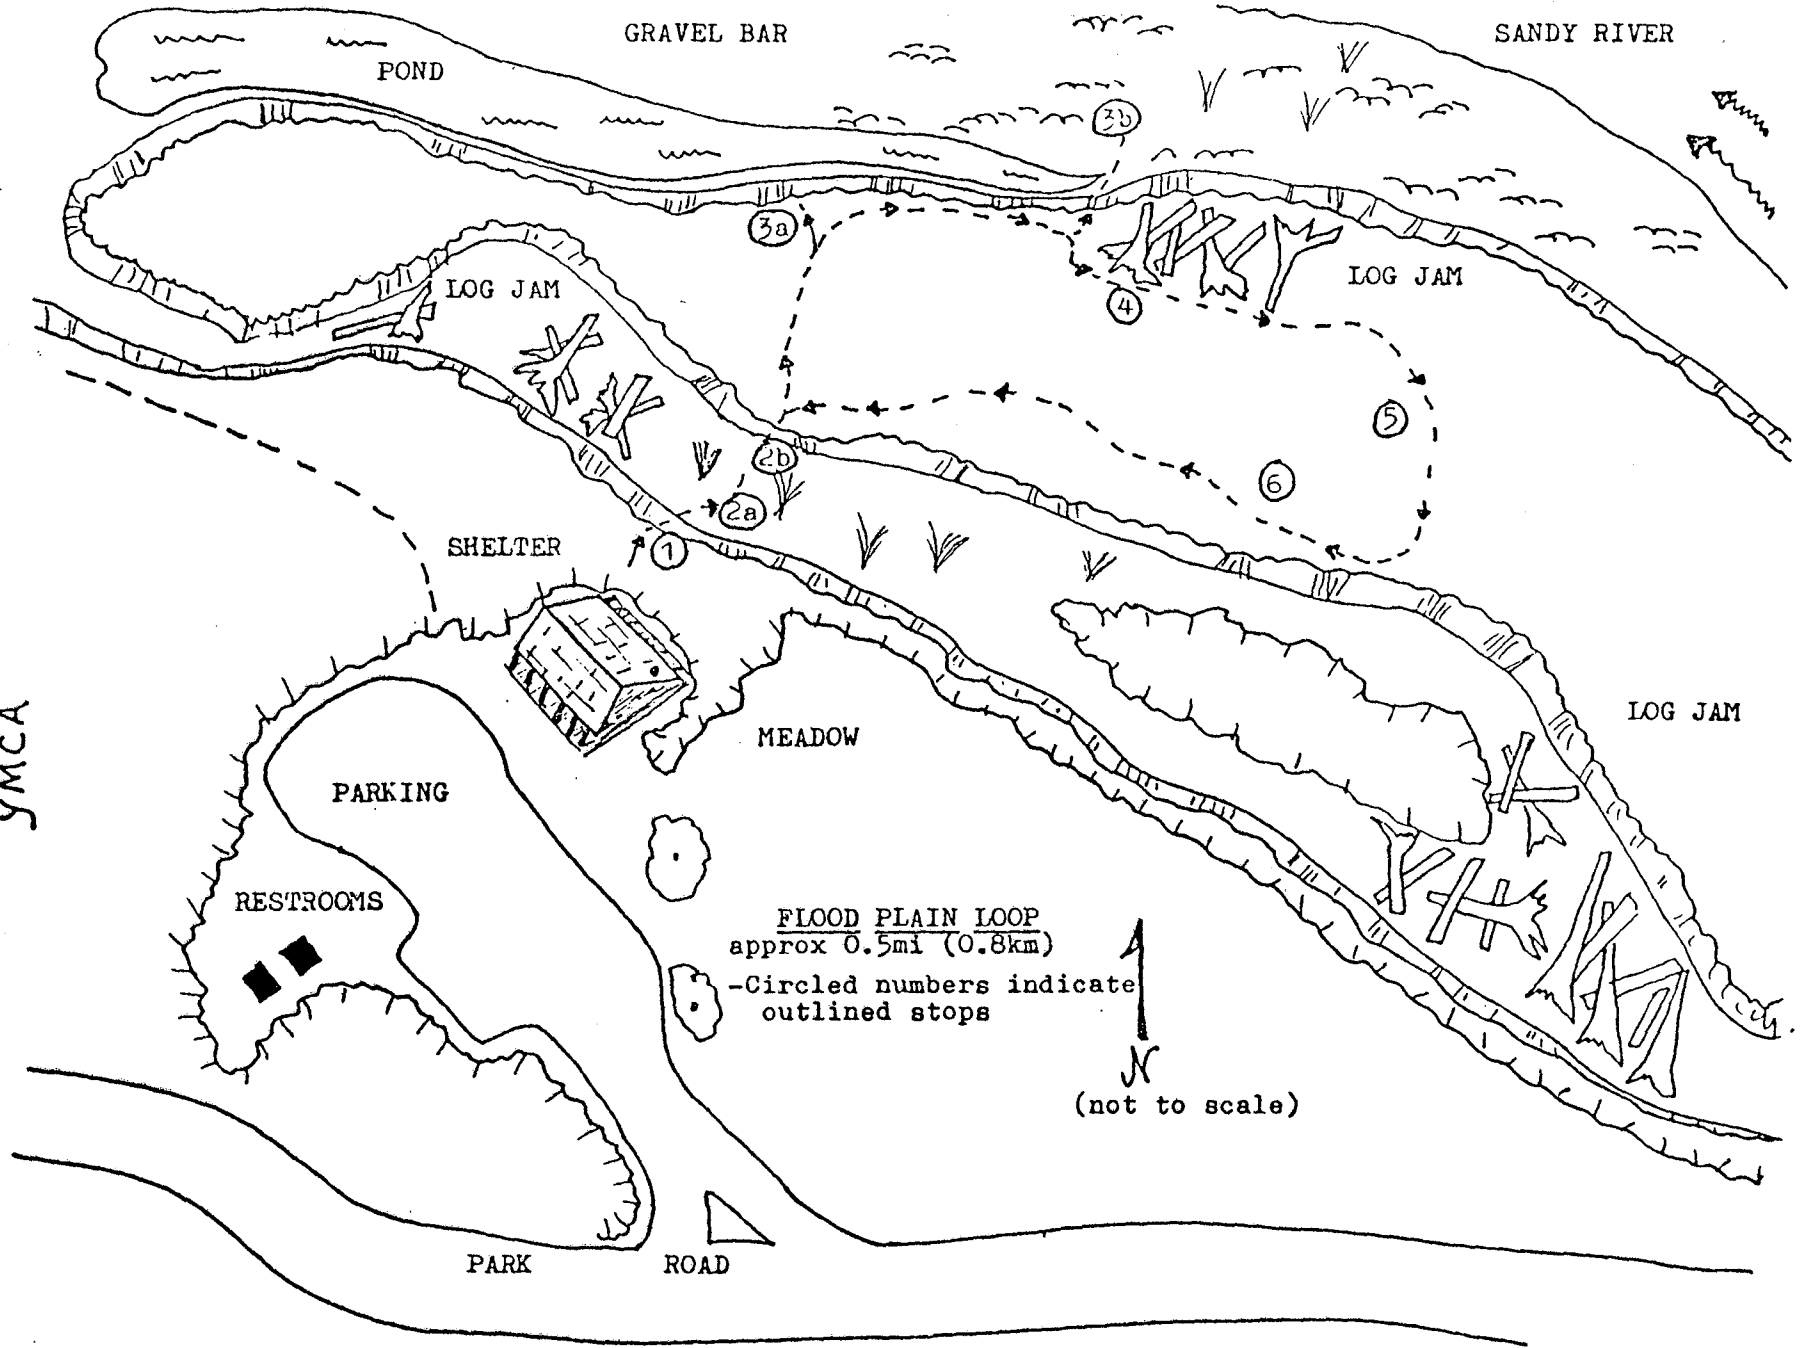 GRAVEL BAR
SANDY RIVER
POND
3b
3a
LOG JAM
LOG JAM
4
5
2b
6
2a
SHELTER
1
LOG JAM
MEADOW
YMCA
PARKING
RESTROOMS
FLOOD PLAIN LOOP
approx 0.5mi (0.8km)
-Circled numbers indicate
outlined stops
N
(not to scale)
PARK ROAD